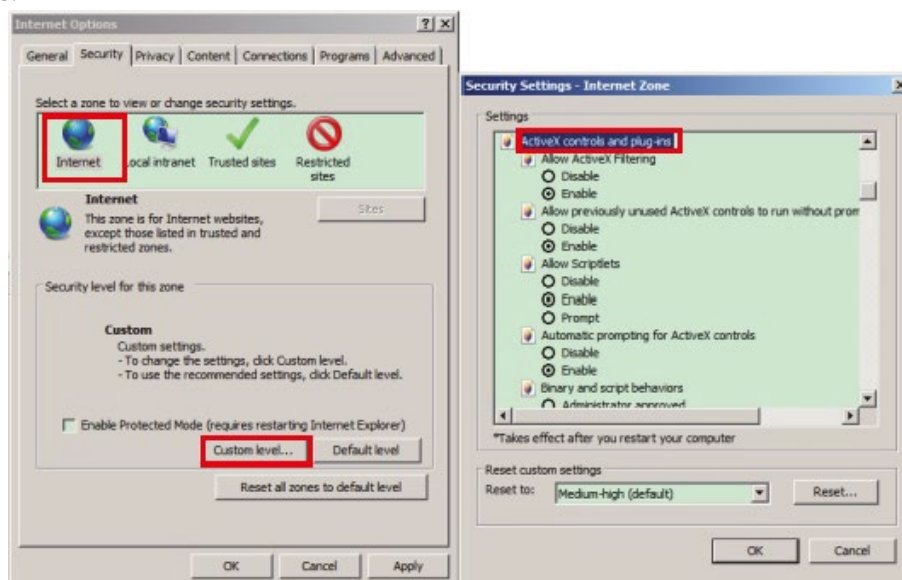 Internet Options
General Security Privacy Content Connections Programs Advanced
Select a zone to view or change security settings.
Internet Local intranet Trusted sites Restricted
sites
Internet
This zone is for Internet websites,
except those listed in trusted and
restricted zones.
Sites
Security level for this zone
Custom
Custom settings.
- To change the settings, click Custom level.
- To use the recommended settings, click Default level.
Enable Protected Mode (requires restarting Internet Explorer)
Custom level... Default level
Reset all zones to default level
OK Cancel Apply
Security Settings - Internet Zone
Settings
ActiveX controls and plug-ins
Allow ActiveX Filtering
Disable
Enable
Allow previously unused ActiveX controls to run without prom
Disable
Enable
Allow Scriptlets
Disable
Enable
Prompt
Automatic prompting for ActiveX controls
Disable
Enable
Binary and script behaviors
Administrator approved
*Takes effect after you restart your computer
Reset custom settings
Reset to: Medium-high (default) Reset...
OK Cancel